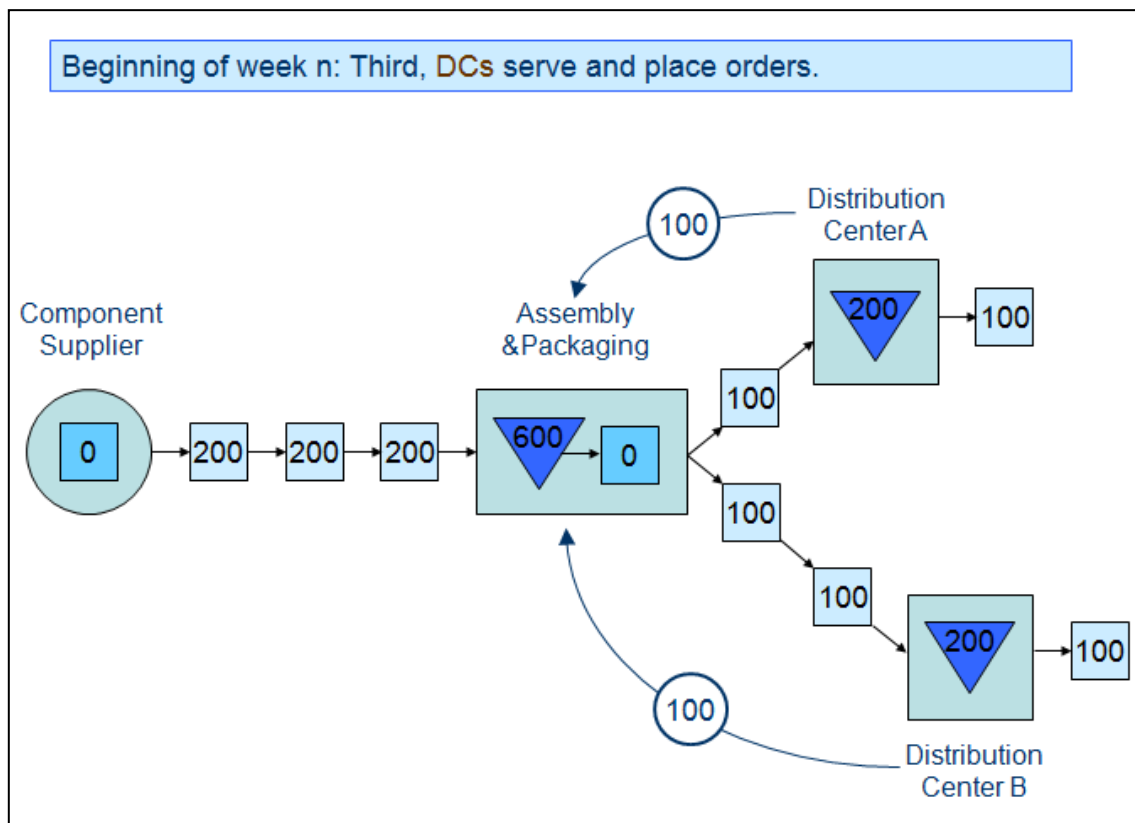 Beginning of week n: Third, DCs serve and place orders.
Distribution
Center A
100
200
100
Component
Supplier
Assembly
&Packaging
100
0
200
200
200
600
0
100
100
200
100
100
Distribution
Center B